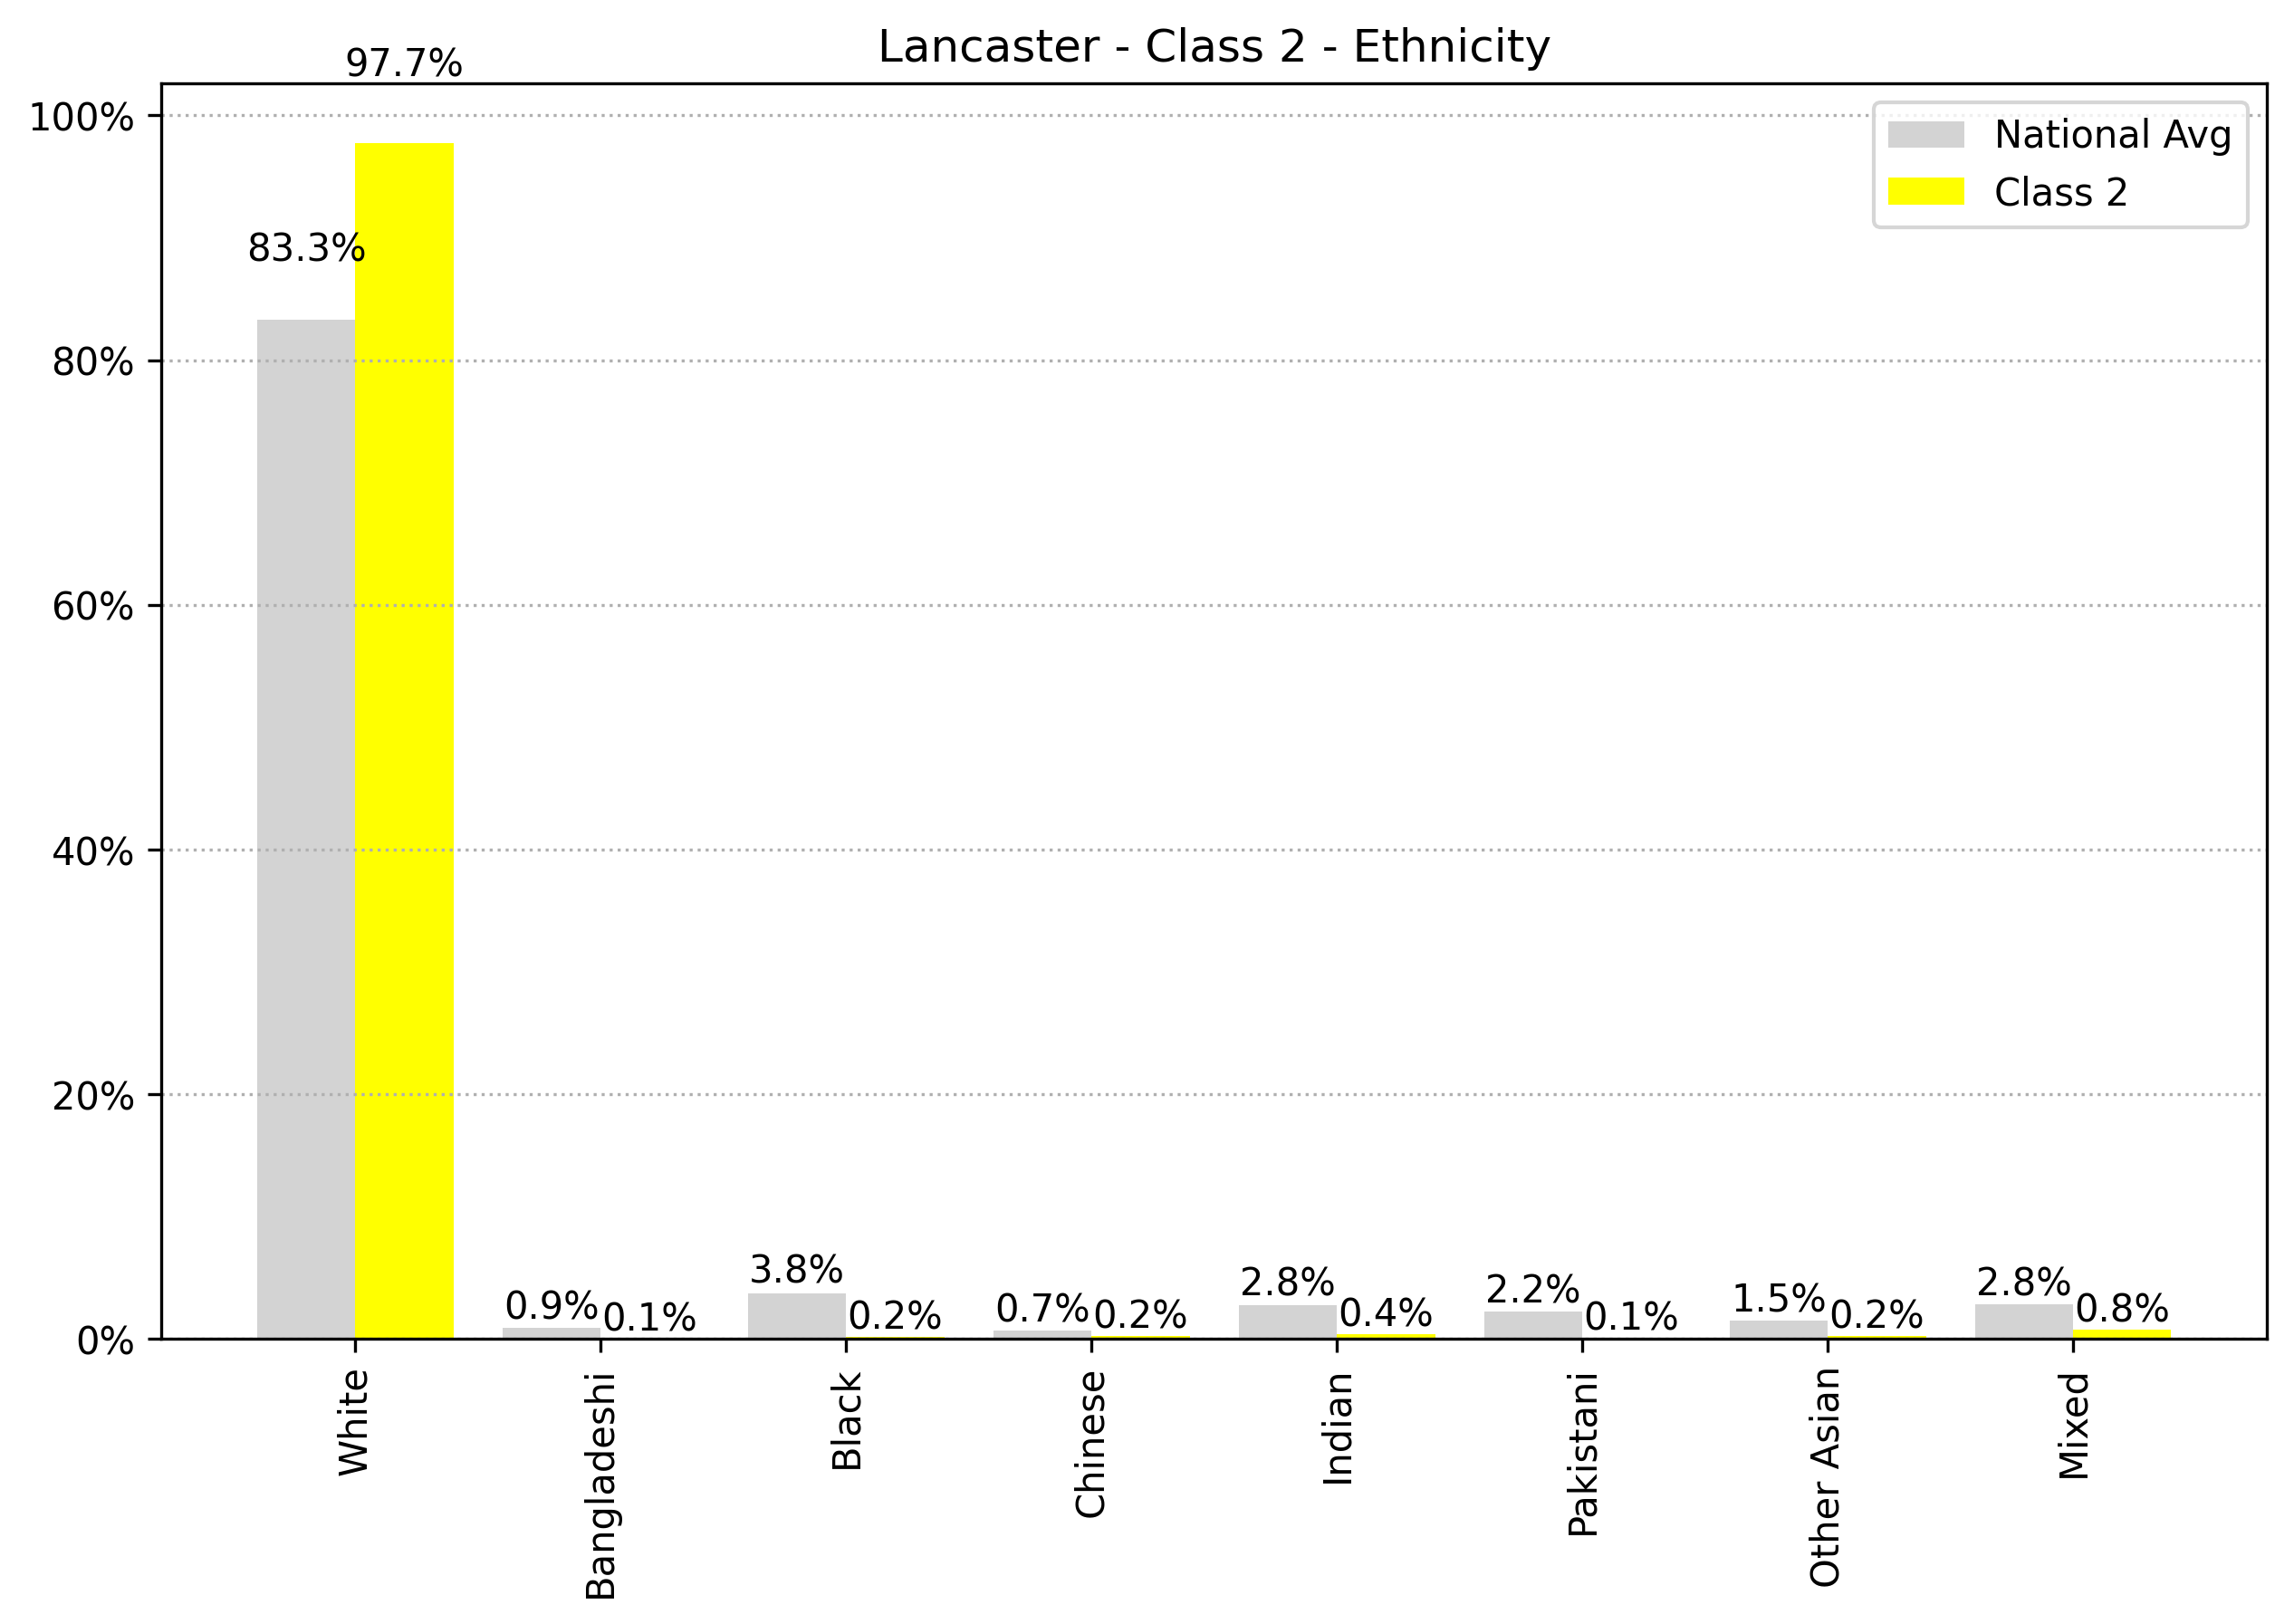 Lancaster - Class 2 - Ethnicity
97.7%
100%
National Avg
Class 2
83.3%
80%
60%
40%
20%
3.8%
2.8%
2.8%
2.2%
0.9%
0.1%
0.2%
0.7%
0.2%
0.4%
0.1%
1.5%
0.2%
0.8%
0%
White
Bangladeshi
Black
Chinese
Indian
Pakistani
Other Asian
Mixed